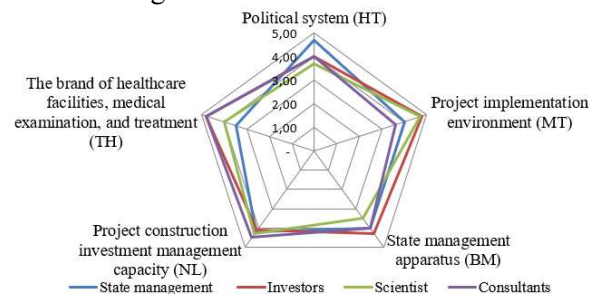 Political system (HT)
5,00
4,00
3,00
2,00
1,00
-
The brand of healthcare
facilities, medical
examination, and treatment
(TH)
Project implementation
environment (MT)
Project construction
investment management
capacity (NL)
State management
apparatus (BM)
State management
Investors
Scientist
Consultants